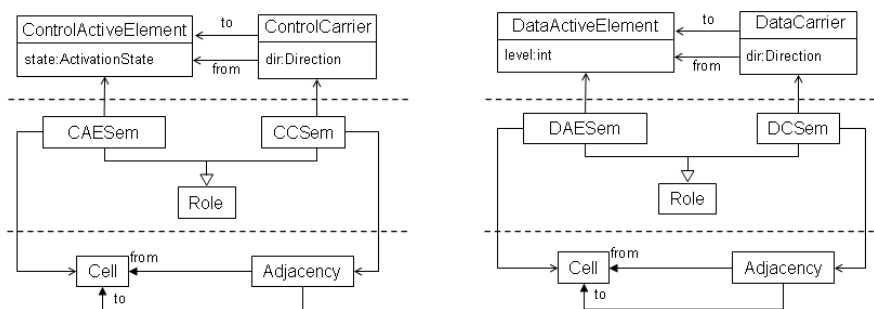 ControlActiveElement
state:ActivationState
to
from
ControlCarrier
dir:Direction
CAESem
CCSem
Role
Cell
from
to
Adjacency
DataActiveElement
level:int
to
from
DataCarrier
dir:Direction
DAESem
DCSem
Role
Cell
from
to
Adjacency